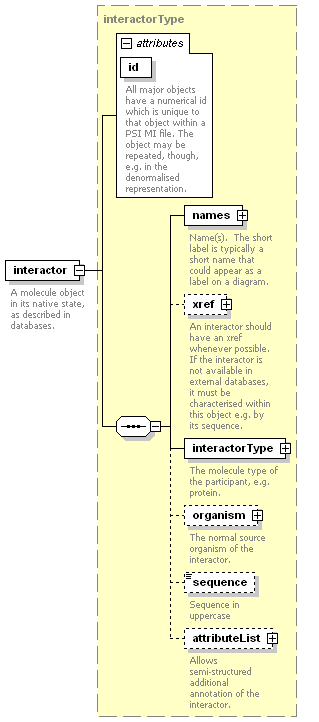 interactorType
attributes
id
All major objects
have a numerical id
which is unique to
that object within a
PSI MI file. The
object may be
repeated, though,
e.g. in the
denormalised
representation.
names
Name(s).  The short
label is typically a
short name that
could appear as a
label on a diagram.
interactor
A molecule object
in its native state,
as described in
databases.
xref
An interactor should
have an xref
whenever possible.
If the interactor is
not available in
external databases,
it must be
characterised within
this object e.g. by
its sequence.
interactorType
The molecule type of
the participant, e.g.
protein.
organism
The normal source
organism of the
interactor.
sequence
Sequence in
uppercase
attributeList
Allows
semi-structured
additional
annotation of the
interactor.